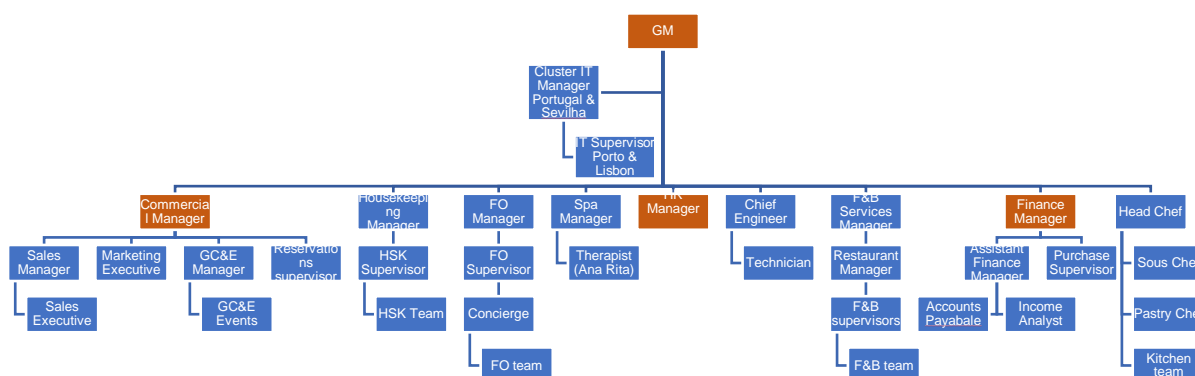 GM
Cluster IT
Manager
Portugal &
Sevilha
IT Supervisor
Porto &
Lisbon
Commercia
l Manager
Housekeepi
ng Manager
FO
Manager
Spa
Manager
HR
Manager
Chief
Engineer
F&B
Services
Manager
Finance
Manager
Head Chef
Sales
Manager
Marketing
Executive
GC&E
Manager
Reservatio
ns
supervisor
HSK
Supervisor
FO
Supervisor
Therapist
(Ana Rita)
Technician
Restaurant
Manager
Assistant
Finance
Manager
Purchase
Supervisor
Sous Chef
Sales
Executive
GC&E
Events
HSK Team
Concierge
F&B
supervisors
Accounts
Payabale
Income
Analyst
Pastry Chef
FO team
F&B team
Kitchen
team